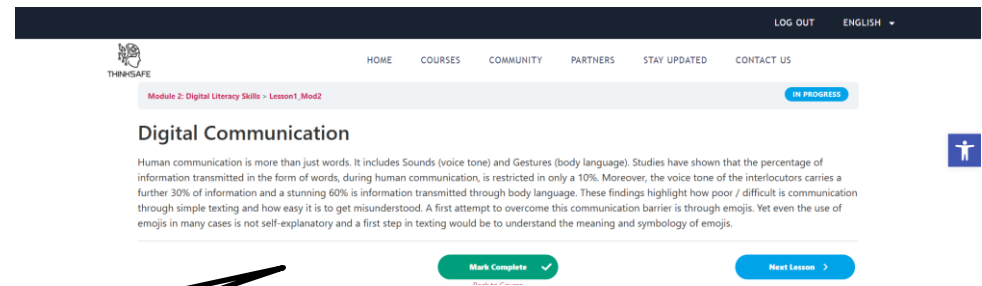 LOG OUT ENGLISH
THINKSAFE
HOME COURSES COMMUNITY PARTNERS STAY UPDATED CONTACT US
Module 2: Digital Literacy Skills > Lesson1_Mod2
IN PROGRESS
Digital Communication
Human communication is more than just words. It includes Sounds (voice tone) and Gestures (body language). Studies have shown that the percentage of
information transmitted in the form of words, during human communication, is restricted in only a 10%. Moreover, the voice tone of the interlocutors carries a
further 30% of information and a stunning 60% is information transmitted through body language. These findings highlight how poor / difficult is communication
through simple texting and how easy it is to get misunderstood. A first attempt to overcome this communication barrier is through emojis. Yet even the use of
emojis in many cases is not self-explanatory and a first step in texting would be to understand the meaning and symbology of emojis.
Mark Complete
Next Lesson >
Back to Course